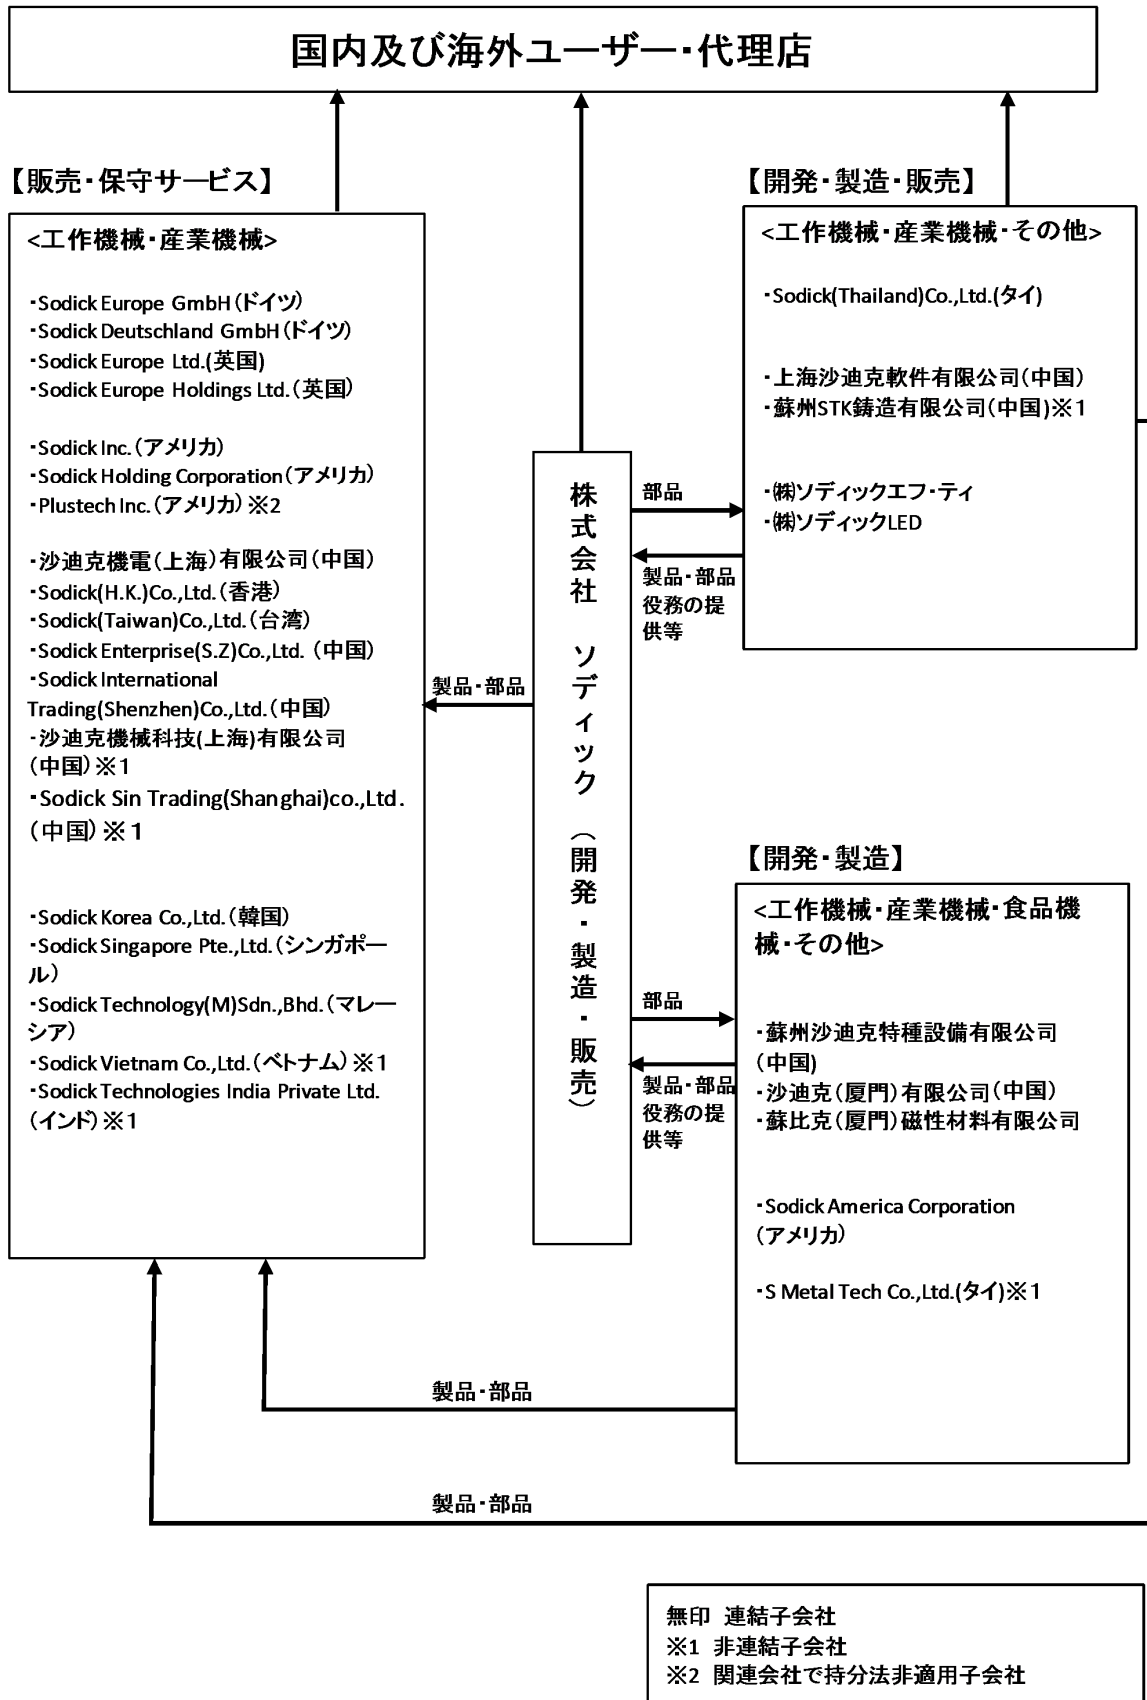 国内及び海外ユーザー・代理店
【販売・保守サービス】
<工作機械・産業機械>
・Sodick Europe GmbH(ドイツ)
・Sodick Deutschland GmbH(ドイツ)
・Sodick Europe Ltd.(英国)
・Sodick Europe Holdings Ltd.(英国)
・Sodick Inc.(アメリカ)
・Sodick Holding Corporation(アメリカ)
・Plustech Inc.(アメリカ)※2
・沙迪克機電(上海)有限公司(中国)
・Sodick(H.K.)Co.,Ltd.(香港)
・Sodick(Taiwan)Co.,Ltd.(台湾)
・Sodick Enterprise(S.Z)Co.,Ltd. (中国)
・Sodick International
Trading(Shenzhen)Co.,Ltd.(中国)
・沙迪克機械科技(上海)有限公司
(中国)※1
・Sodick Sin Trading(Shanghai)co.,Ltd.
(中国)※1
・Sodick Korea Co.,Ltd.(韓国)
・Sodick Singapore Pte.,Ltd.(シンガポー
ル)
・Sodick Technology(M)Sdn.,Bhd.(マレー
シア)
・Sodick Vietnam Co.,Ltd.(ベトナム)※1
・Sodick Technologies India Private Ltd.
(インド)※1
製品・部品
株式会社 ソディック (開発・製造・販売)
部品
製品・部品
役務の提
供等
【開発・製造・販売】
<工作機械・産業機械・その他>
・Sodick(Thailand)Co.,Ltd.(タイ)
・上海沙迪克軟件有限公司(中国)
・蘇州STK鋳造有限公司(中国)※1
・㈱ソディックエフ・ティ
・㈱ソディックLED
部品
製品・部品
役務の提
供等
【開発・製造】
<工作機械・産業機械・食品機
械・その他>
・蘇州沙迪克特種設備有限公司
(中国)
・沙迪克(厦門)有限公司(中国)
・蘇比克(厦門)磁性材料有限公司
・Sodick America Corporation
(アメリカ)
・S Metal Tech Co.,Ltd.(タイ)※1
製品・部品
製品・部品
無印 連結子会社
※1 非連結子会社
※2 関連会社で持分法非適用子会社